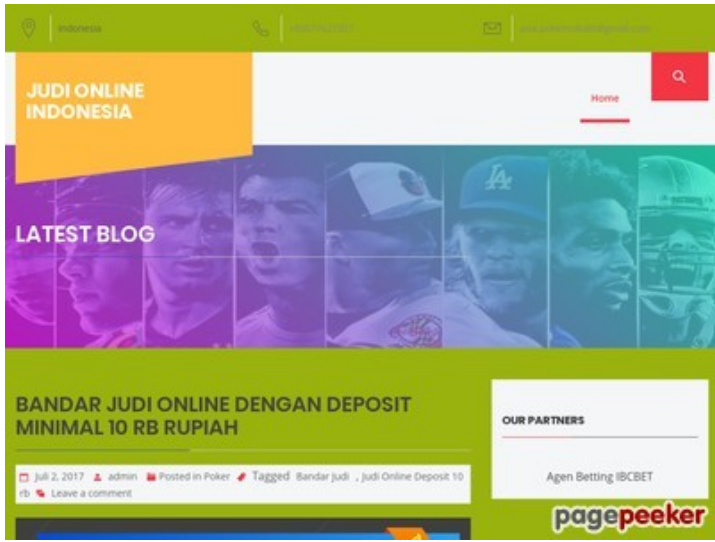 Indonesia
JUDI ONLINE
INDONESIA
Home
LATEST BLOG
BANDAR JUDI ONLINE DENGAN DEPOSIT
MINIMAL 10 RB RUPIAH
Juli 2, 2017 admin Posted in Poker Tagged Bandar Judi , Judi Online Deposit 10
rb Leave a comment
OUR PARTNERS
Agen Betting IBCBET
pagepeeker